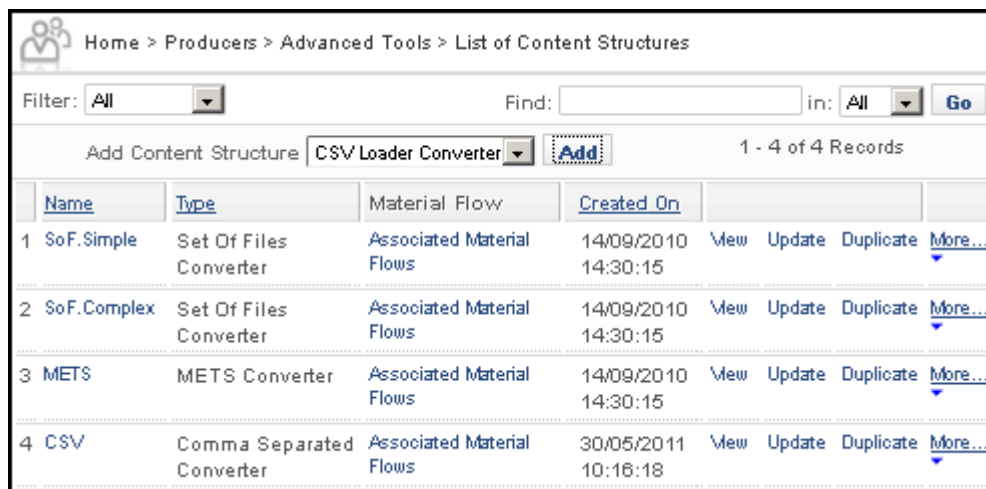 Home > Producers > Advanced Tools > List of Content Structures
Filter: All Find: in: All Go
Add Content Structure CSV Loader Converter Add 1 - 4 of 4 Records
Name Type Material Flow Created On
1 SoF.Simple Set Of Files Associated Material 14/09/2010 View Update Duplicate More...
Converter Flows 14:30:15
2 SoF.Complex Set Of Files Associated Material 14/09/2010 View Update Duplicate More...
Converter Flows 14:30:15
3 METS METS Converter Associated Material 14/09/2010 View Update Duplicate More...
Flows 14:30:15
4 CSV Comma Separated Associated Material 30/05/2011 View Update Duplicate More...
Converter Flows 10:16:18